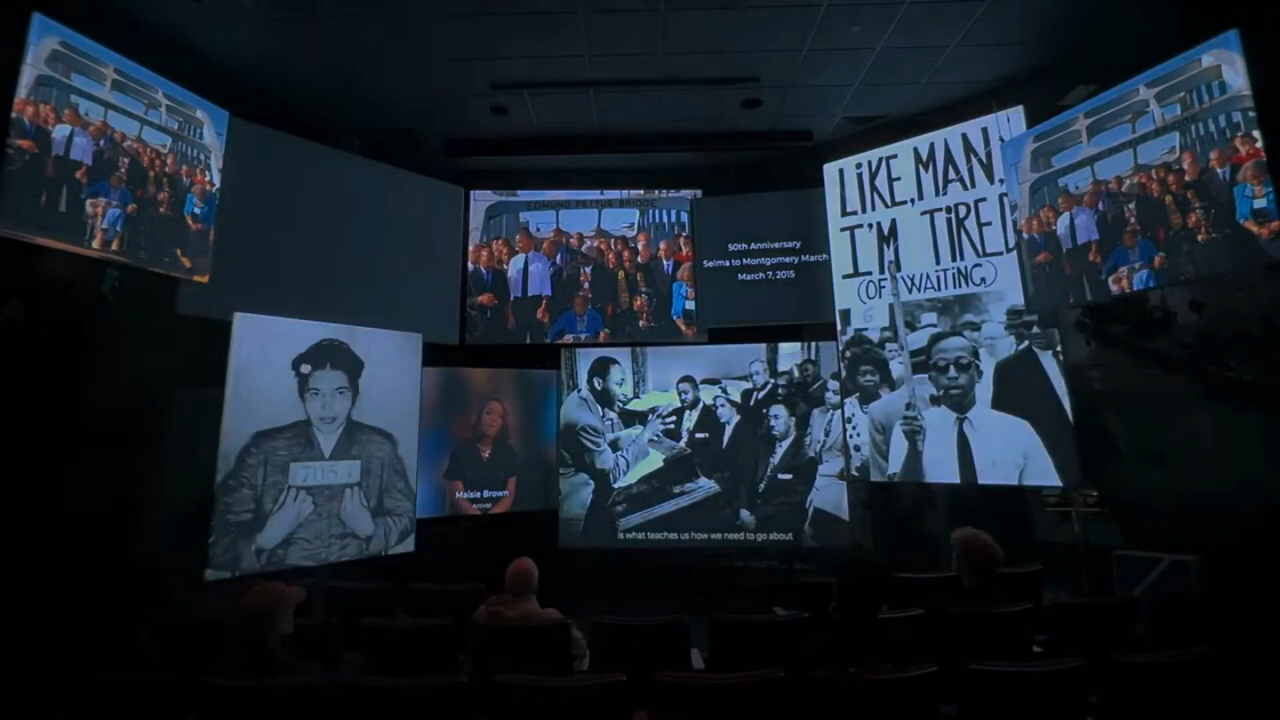 EDMUND PETTUS BRIDGE
50th Anniversary
Selma to Montgomery March
March 7, 2015
LIKE, MAN,
I'M TIRED
(OF WAITING)
7053
Maisie Brown
Activist
is what teaches us how we need to go about